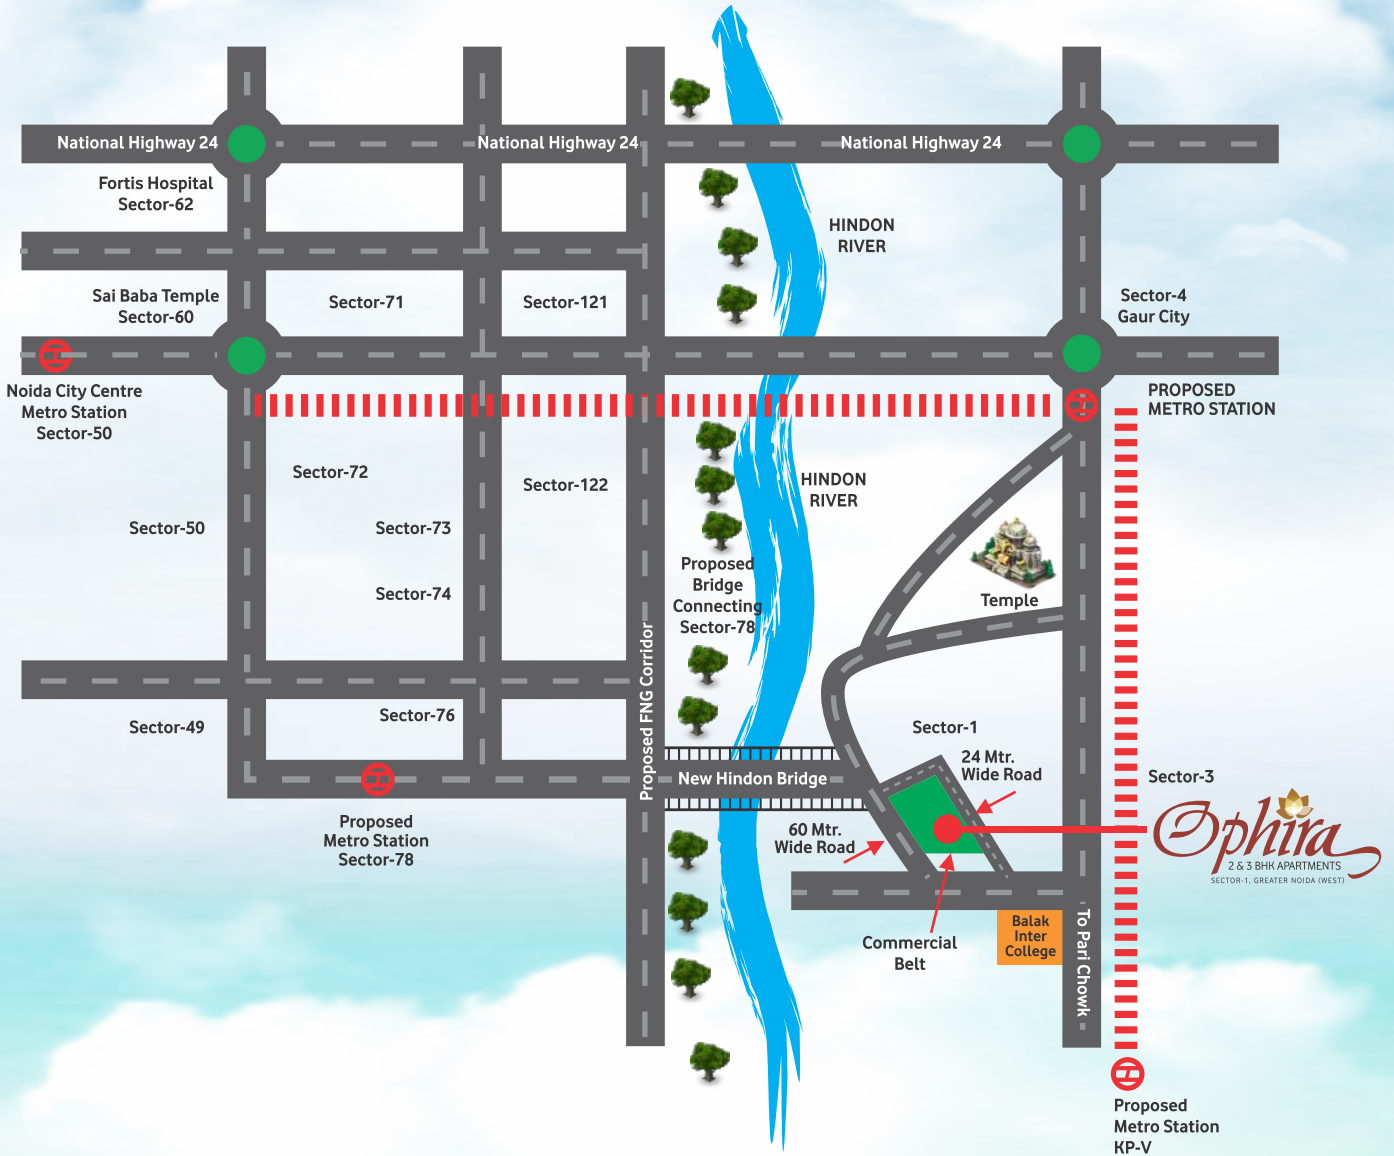 National Highway 24
National Highway 24
National Highway 24
Fortis Hospital
Sector-62
HINDON
RIVER
Sai Baba Temple
Sector-60
Sector-71
Sector-121
Sector-4
Gaur City
Noida City Centre
Metro Station
Sector-50
PROPOSED
METRO STATION
Sector-72
Sector-122
HINDON
RIVER
Sector-50
Sector-73
Sector-74
Proposed
Bridge
Connecting
Sector-78
Temple
Proposed FNG Corridor
Sector-49
Sector-76
Sector-1
24 Mtr.
Wide Road
New Hindon Bridge
Sector-3
Proposed
Metro Station
Sector-78
60 Mtr.
Wide Road
Ophira
2 & 3 BHK APARTMENTS
SECTOR-1, GREATER NOIDA (WEST)
Commercial
Belt
Balak
Inter
College
To Pari Chowk
Proposed
Metro Station
KP-V